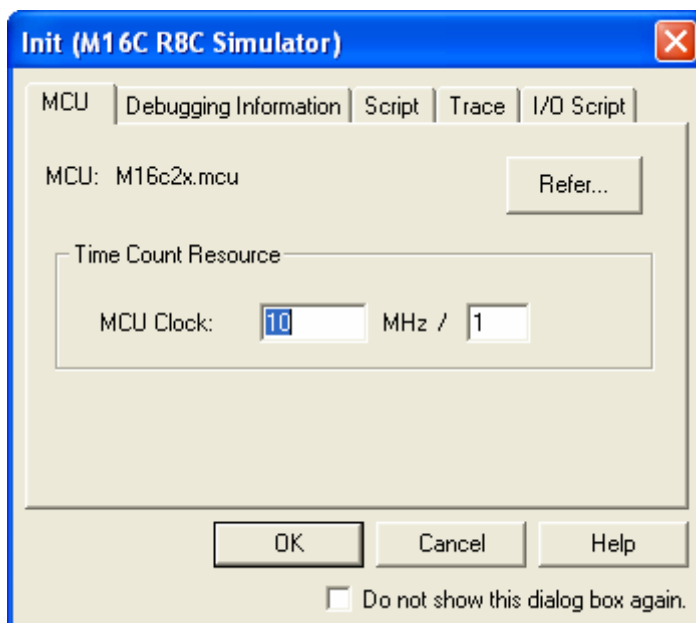 Init (M16C R8C Simulator)
MCU Debugging Information Script Trace I/O Script
MCU: M16c2x.mcu Refer...
Time Count Resource
MCU Clock: 10 MHz / 1
OK Cancel Help
Do not show this dialog box again.